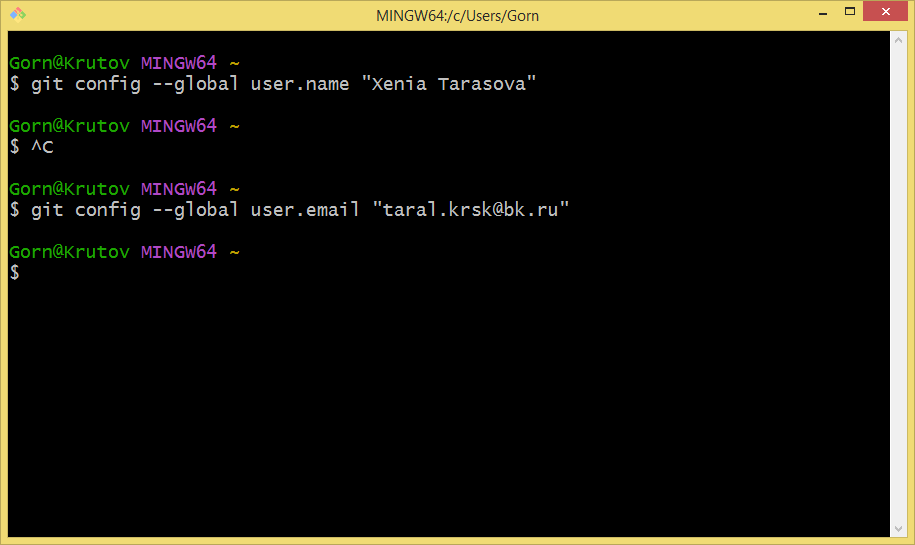 MINGW64:/c/Users/Gorn
Gorn@Krutov MINGW64 ~
$ git config --global user.name "Xenia Tarasova"
Gorn@Krutov MINGW64 ~
$ ^C
Gorn@Krutov MINGW64 ~
$ git config --global user.email "taral.krsk@bk.ru"
Gorn@Krutov MINGW64 ~
$